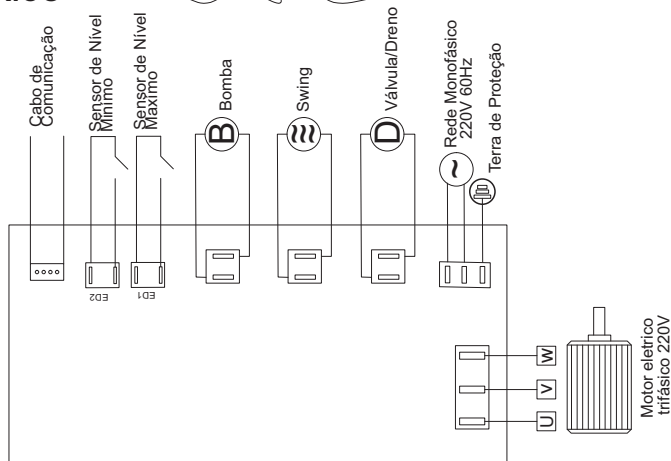 Cabo de
Comunicação
Sensor de Nível
Mínimo
Sensor de Nível
Maximo
B
Bomba
Swing
D
Válvula/Dreno
~
Rede Monofásico
220V 60Hz
Terra de Proteção
ED2
ED1
U
V
W
Motor eletrico
trifásico 220V